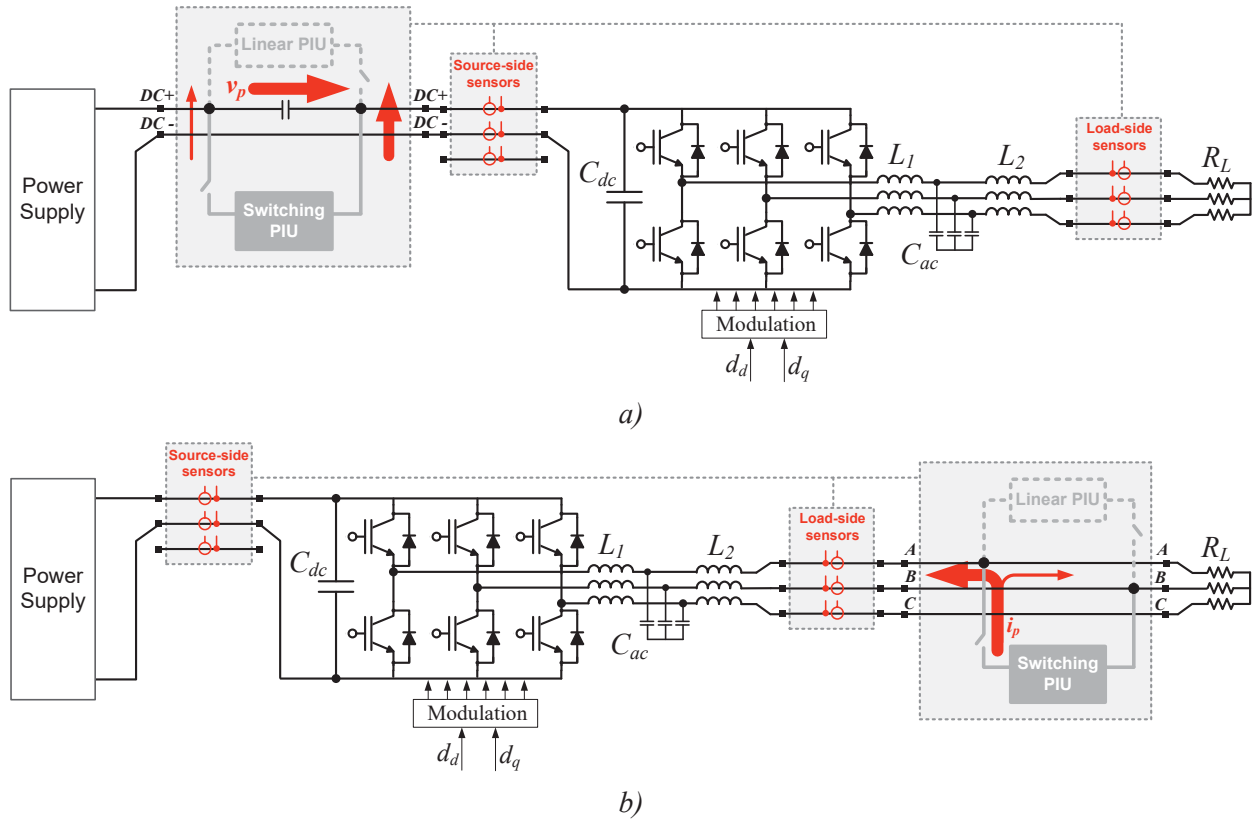 Linear PIU
v_p
Source-side
sensors
DC+
DC -
DC+
DC -
Power
Supply
Switching
PIU
C_dc
L_1
L_2
C_ac
Load-side
sensors
R_L
Modulation
d_d
d_q
a)
Source-side
sensors
Power
Supply
C_dc
L_1
L_2
C_ac
Load-side
sensors
Linear PIU
A
B
C
A
B
C
R_L
i_p
Switching
PIU
Modulation
d_d
d_q
b)